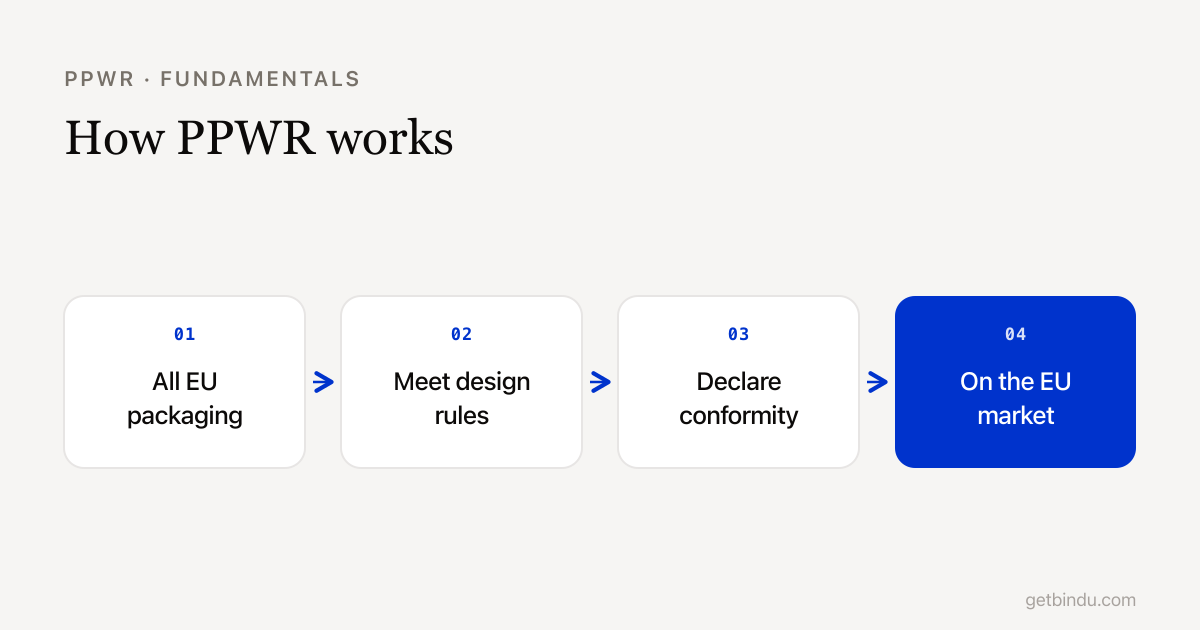 PPWR · FUNDAMENTALS
How PPWR works
01
All EU
packaging
02
Meet design
rules
03
Declare
conformity
04
On the EU
market
getbindu.com